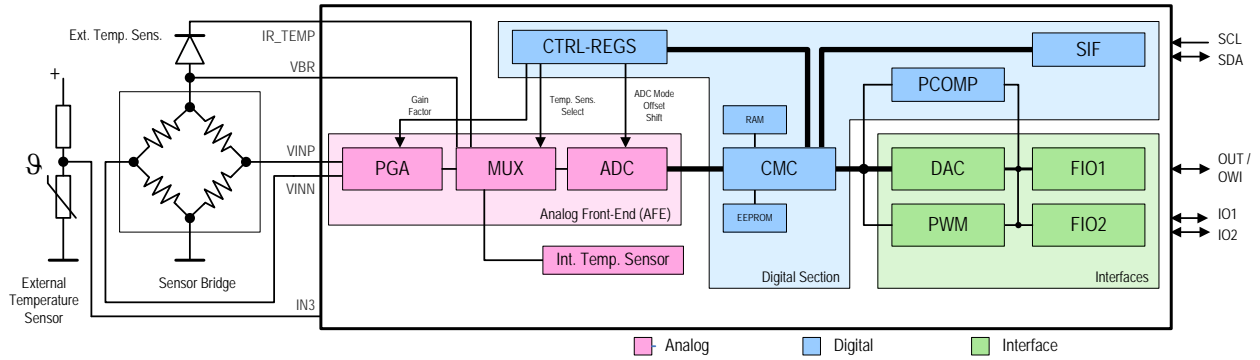 Ext. Temp. Sens.
IR_TEMP
VBR
+
ϑ
VINP
VINN
IN3
External
Temperature
Sensor
Sensor Bridge
CTRL-REGS
SIF
SCL
SDA
PCOMP
Gain
Factor
Temp. Sens.
Select
ADC Mode
Offset
Shift
RAM
PGA
MUX
ADC
CMC
DAC
FIO1
OUT /
OWI
Analog Front-End (AFE)
EEPROM
PWM
FIO2
IO1
IO2
Int. Temp. Sensor
Digital Section
Interfaces
Analog
Digital
Interface